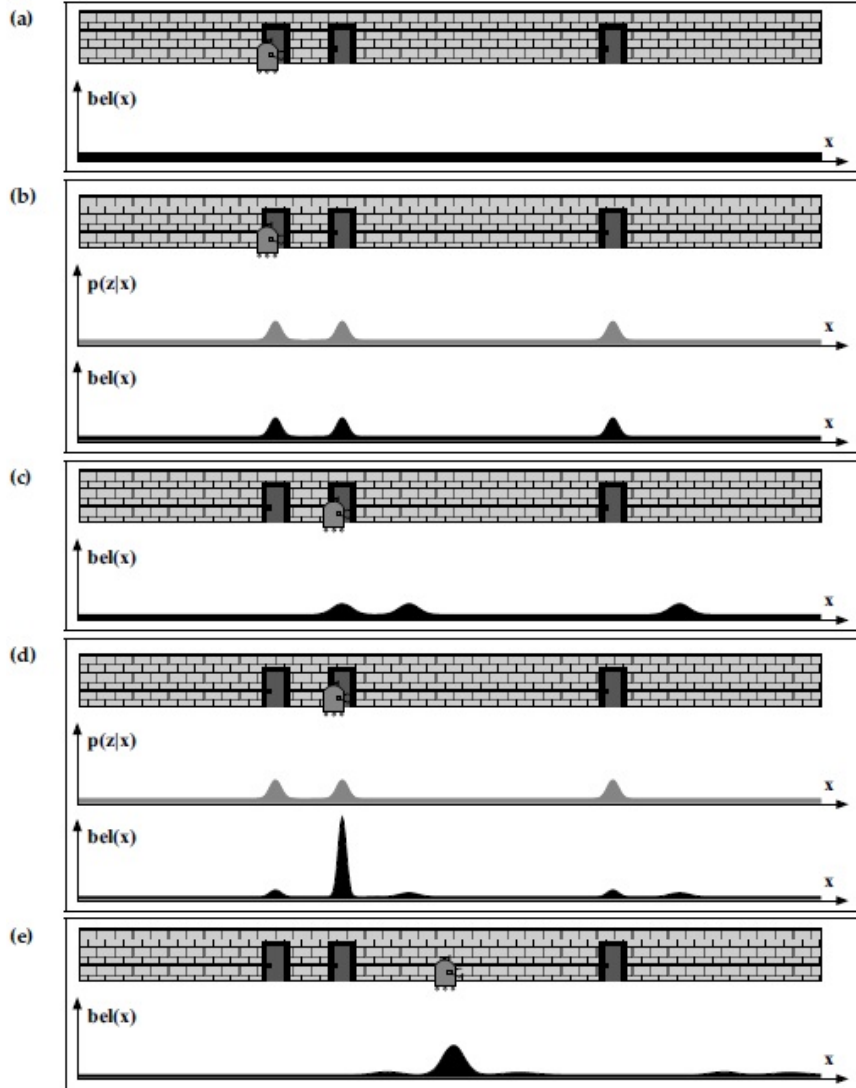 (a)
bel(x)
x
(b)
p(z|x)
x
bel(x)
x
(c)
bel(x)
x
(d)
p(z|x)
x
bel(x)
x
(e)
bel(x)
x